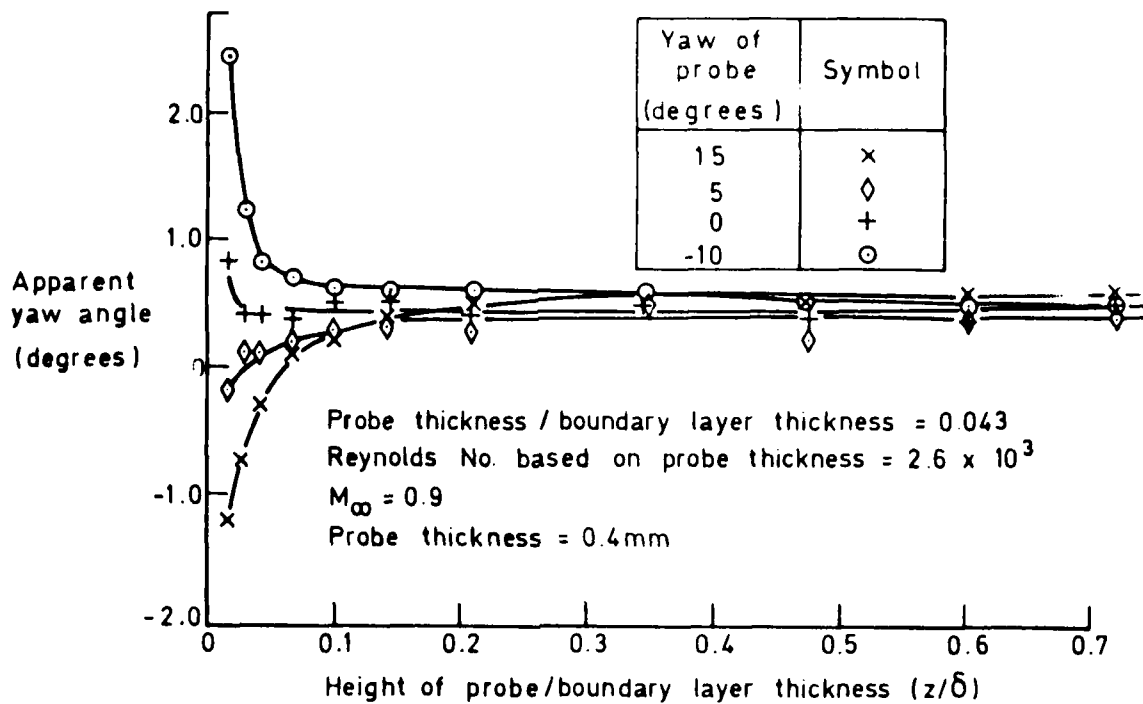 2.0
1.0
0
-1.0
-2.0
Apparent
yaw angle
(degrees)
Yaw of
probe
(degrees)
Symbol
15 ×
5 ◊
0 +
-10 ⊙
Probe thickness / boundary layer thickness = 0.043
Reynolds No. based on probe thickness = 2.6 x 10³
M∞ = 0.9
Probe thickness = 0.4mm
0 0.1 0.2 0.3 0.4 0.5 0.6 0.7
Height of probe/boundary layer thickness (z/δ)